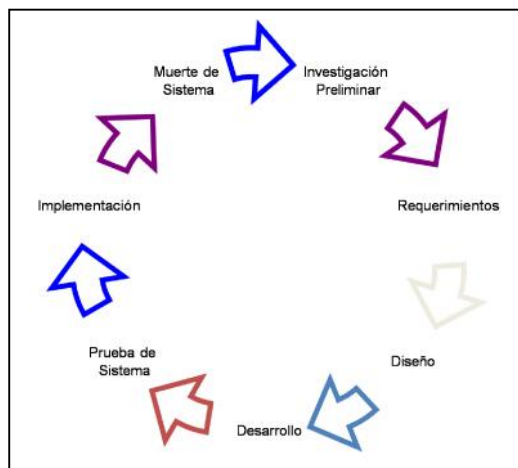 Muerte de
Sistema
Investigación
Preliminar
Requerimientos
Diseño
Desarrollo
Prueba de
Sistema
Implementación